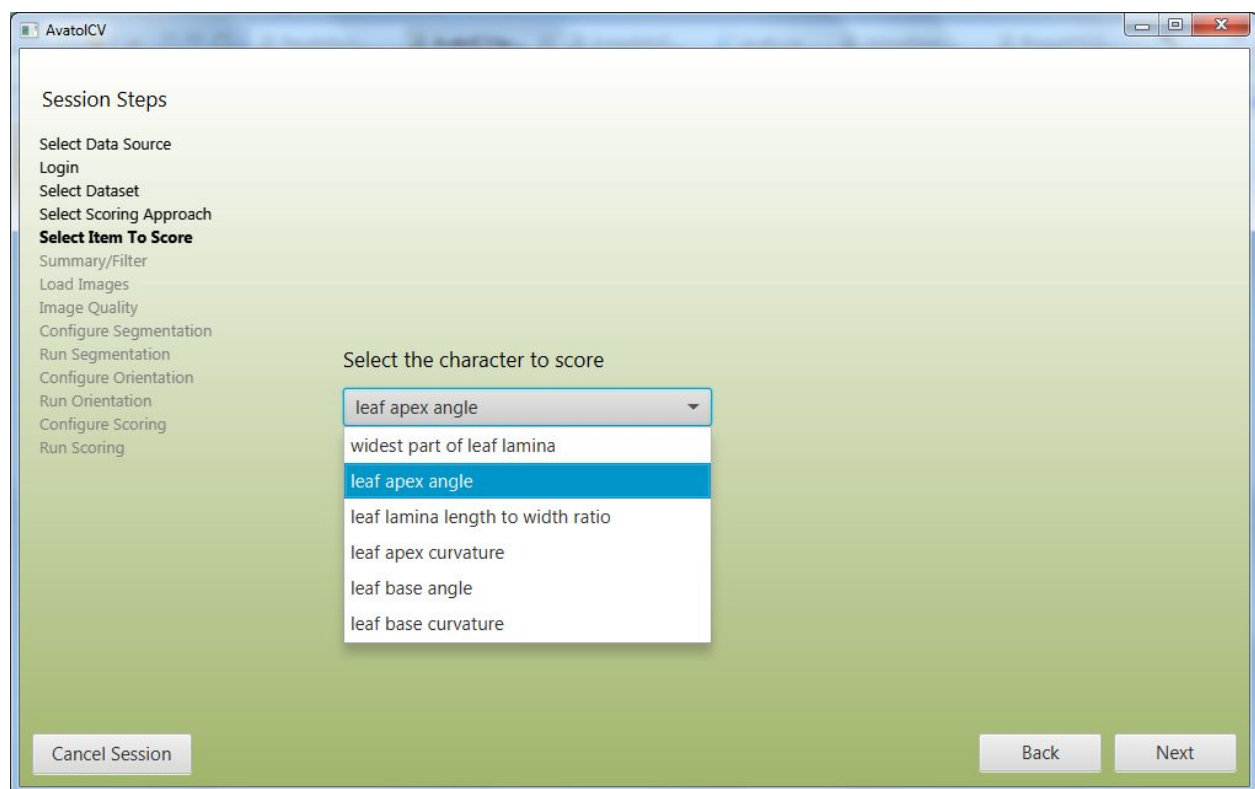 AvatolCV
Session Steps
Select Data Source
Login
Select Dataset
Select Scoring Approach
Select Item To Score
Summary/Filter
Load Images
Image Quality
Configure Segmentation
Run Segmentation
Configure Orientation
Run Orientation
Configure Scoring
Run Scoring
Select the character to score
leaf apex angle
widest part of leaf lamina
leaf apex angle
leaf lamina length to width ratio
leaf apex curvature
leaf base angle
leaf base curvature
Cancel Session
Back
Next